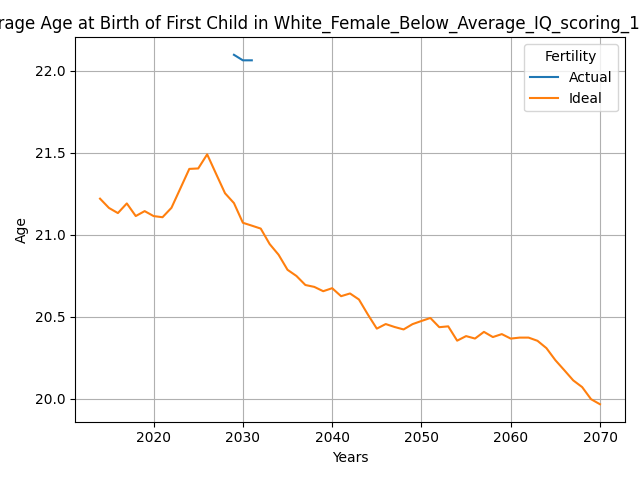 rage Age at Birth of First Child in White_Female_Below_Average_IQ_scoring_1
Fertility
Actual
Ideal
22.0
21.5
21.0
20.5
20.0
Age
2020 2030 2040 2050 2060 2070
Years